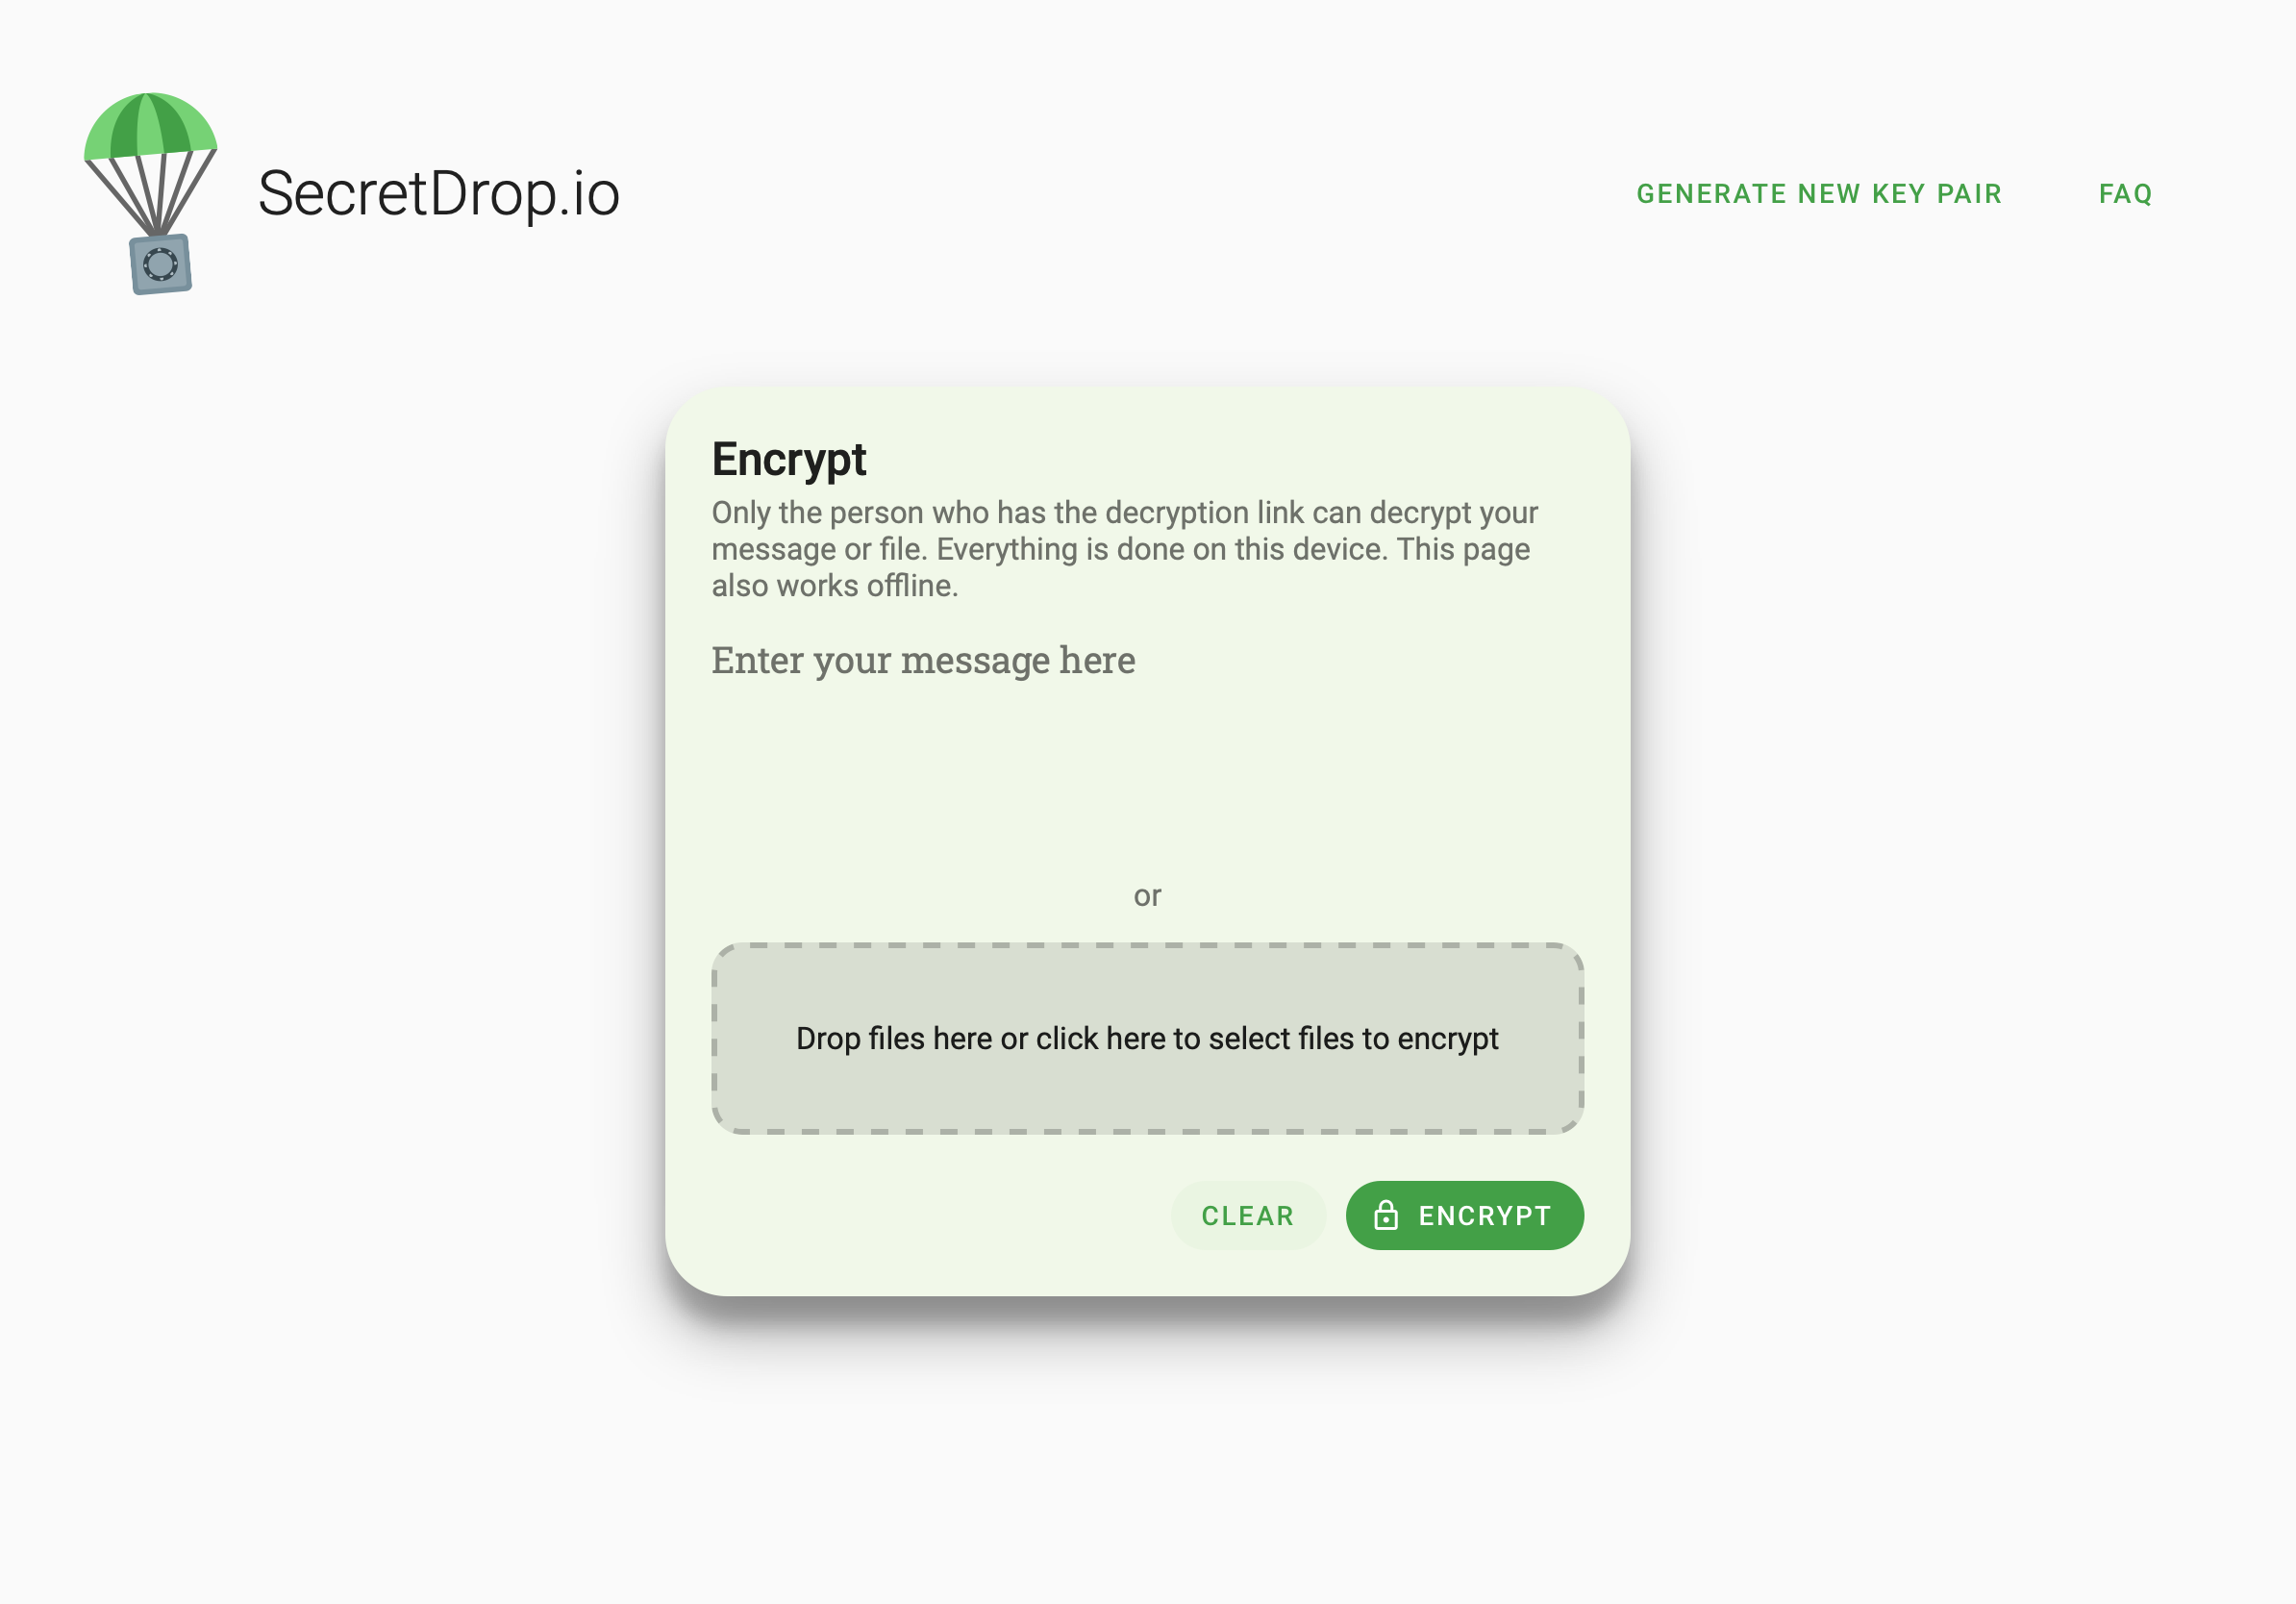 SecretDrop.io
GENERATE NEW KEY PAIR
FAQ
Encrypt
Only the person who has the decryption link can decrypt your
message or file. Everything is done on this device. This page
also works offline.
Enter your message here
or
Drop files here or click here to select files to encrypt
CLEAR
ENCRYPT